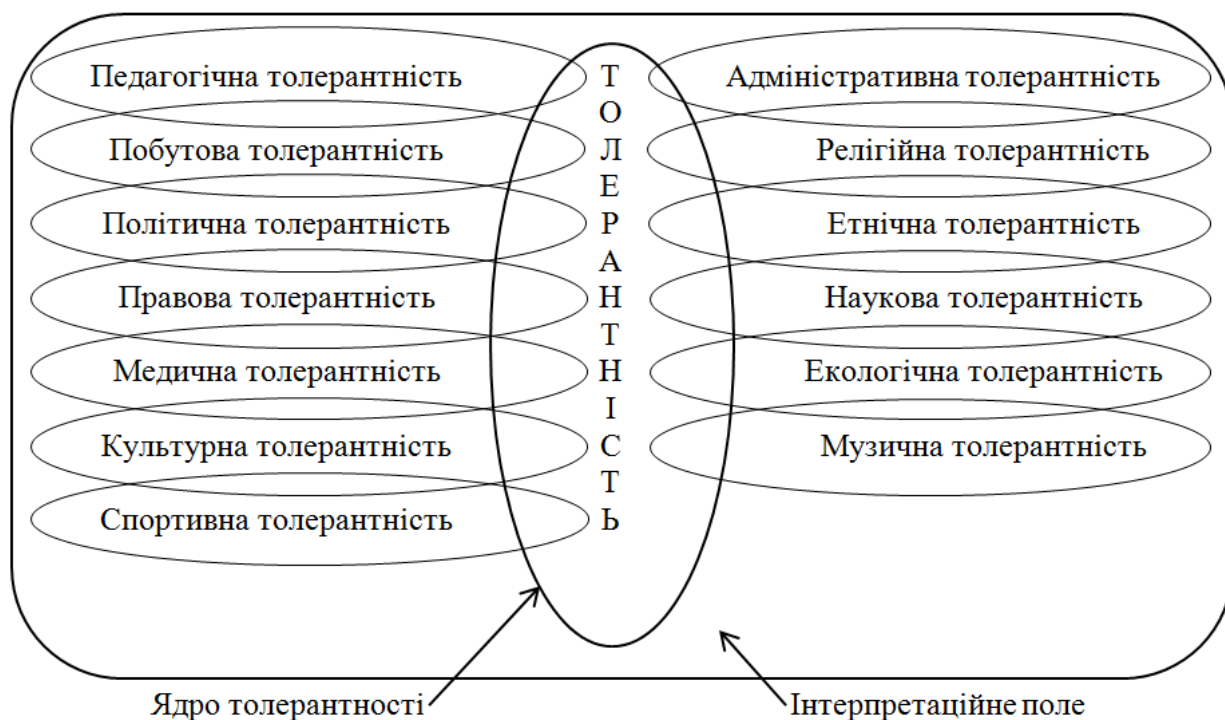 Педагогічна толерантність
Побутова толерантність
Політична толерантність
Правова толерантність
Медична толерантність
Культурна толерантність
Спортивна толерантність
Т
О
Л
Е
Р
А
Н
Т
Н
І
С
Т
Ь
Адміністративна толерантність
Релігійна толерантність
Етнічна толерантність
Наукова толерантність
Екологічна толерантність
Музична толерантність
Ядро толерантності
Інтерпретаційне поле